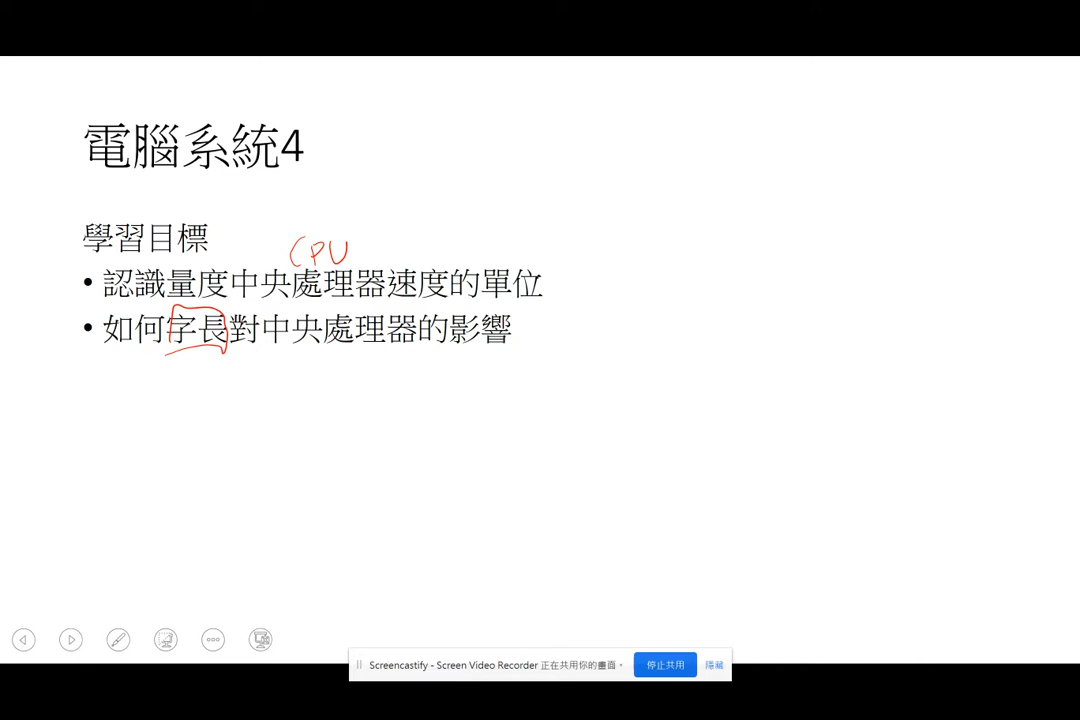 電腦系統4
學習目標
CPU
• 認識量度中央處理器速度的單位
• 如何字長對中央處理器的影響
Screencastify - Screen Video Recorder 正在共用你的畫面。 停止共用 隱藏